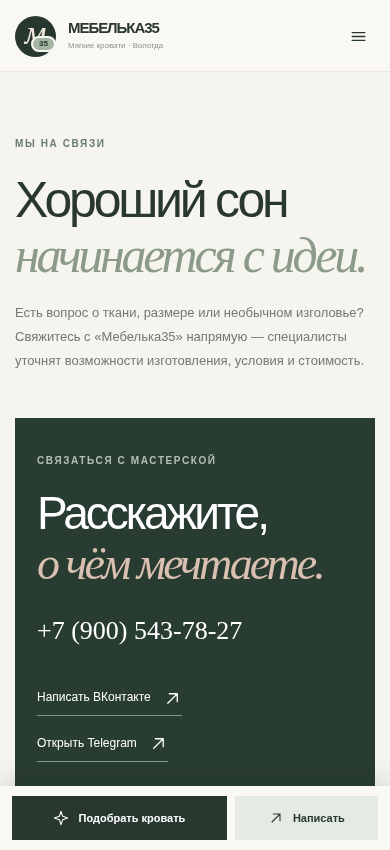 М
35
МЕБЕЛЬКА35
Мягкие кровати · Вологда
МЫ НА СВЯЗИ
Хороший сон
начинается с идеи.
Есть вопрос о ткани, размере или необычном изголовье?
Свяжитесь с «Мебелька35» напрямую — специалисты
уточнят возможности изготовления, условия и стоимость.
СВЯЗАТЬСЯ С МАСТЕРСКОЙ
Расскажите,
о чём мечтаете.
+7 (900) 543-78-27
Написать ВКонтакте
Открыть Telegram
Подобрать кровать
Написать